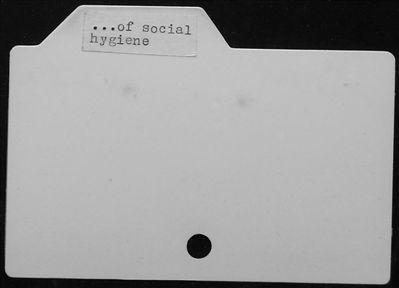 ...of social
hygiene